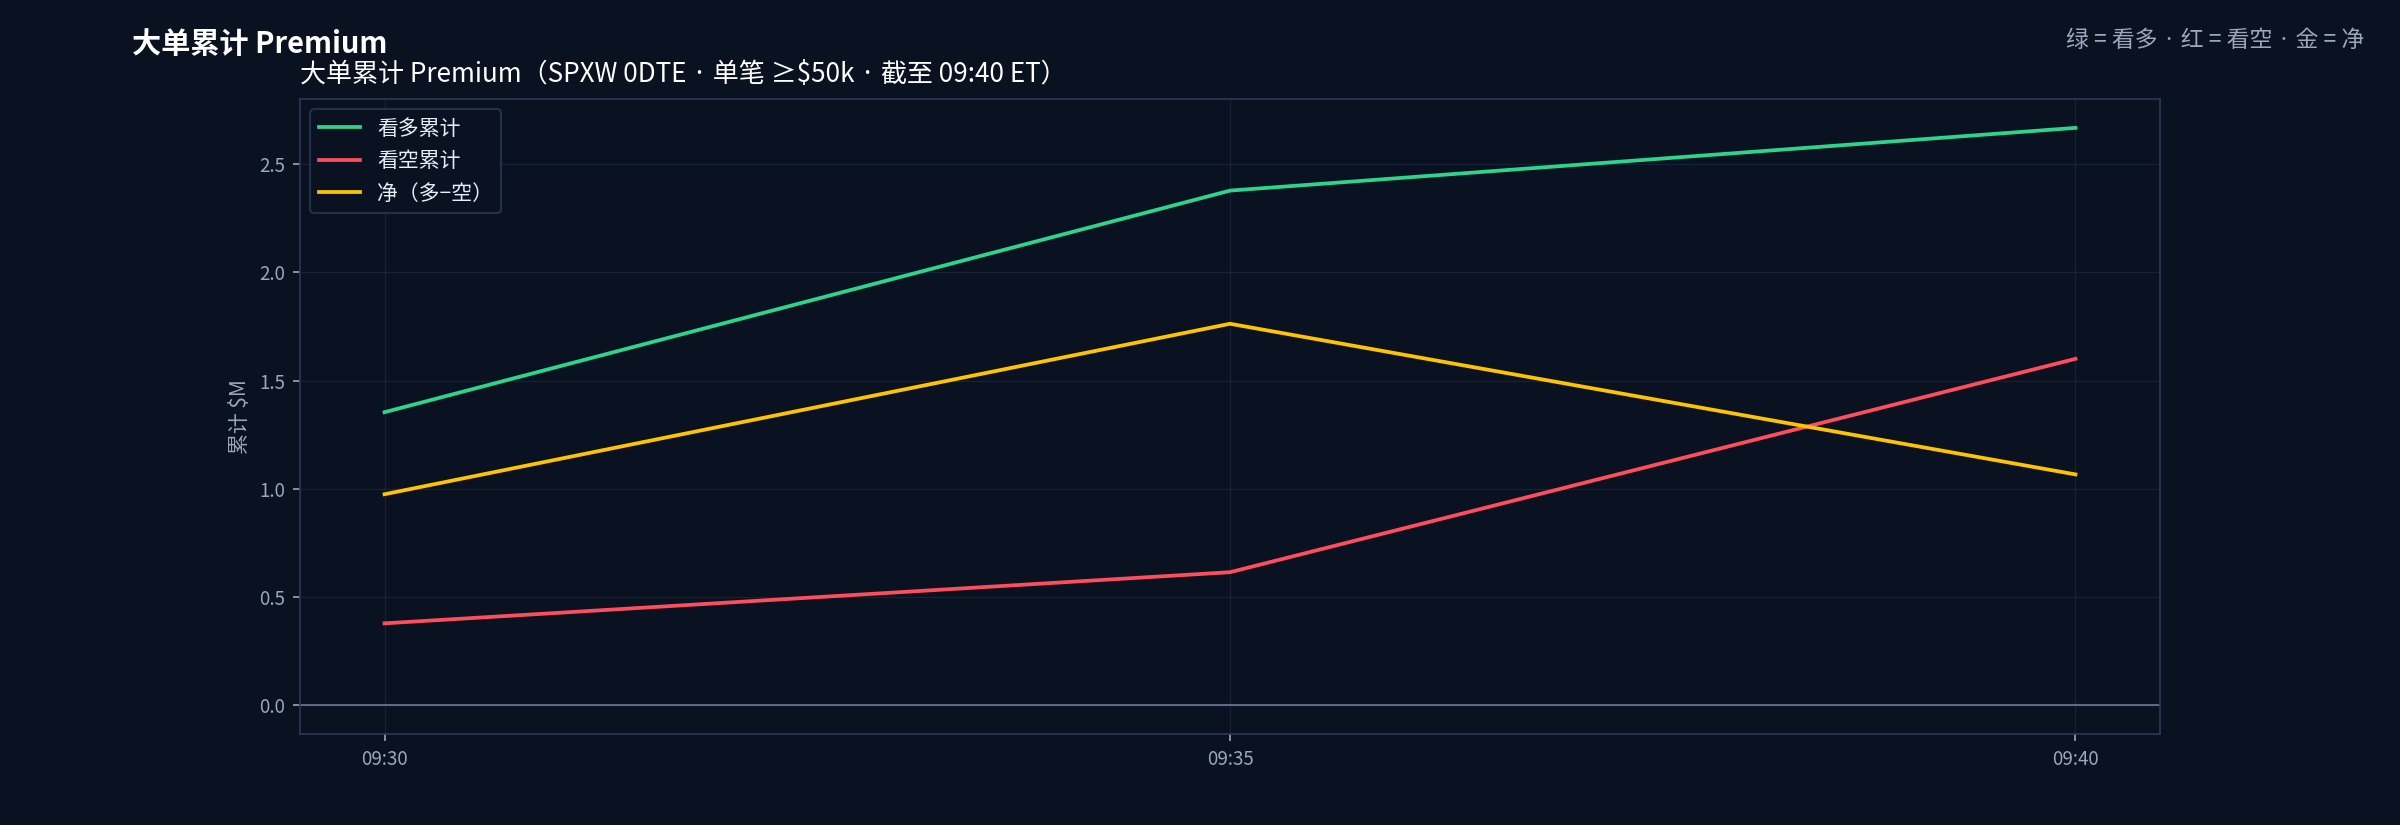 大单累计 Premium
绿 = 看多 · 红 = 看空 · 金 = 净
大单累计 Premium（SPXW 0DTE · 单笔 ≥$50k · 截至 09:40 ET）
看多累计
看空累计
净（多−空）
累计 $M
2.5
2.0
1.5
1.0
0.5
0.0
09:30
09:35
09:40